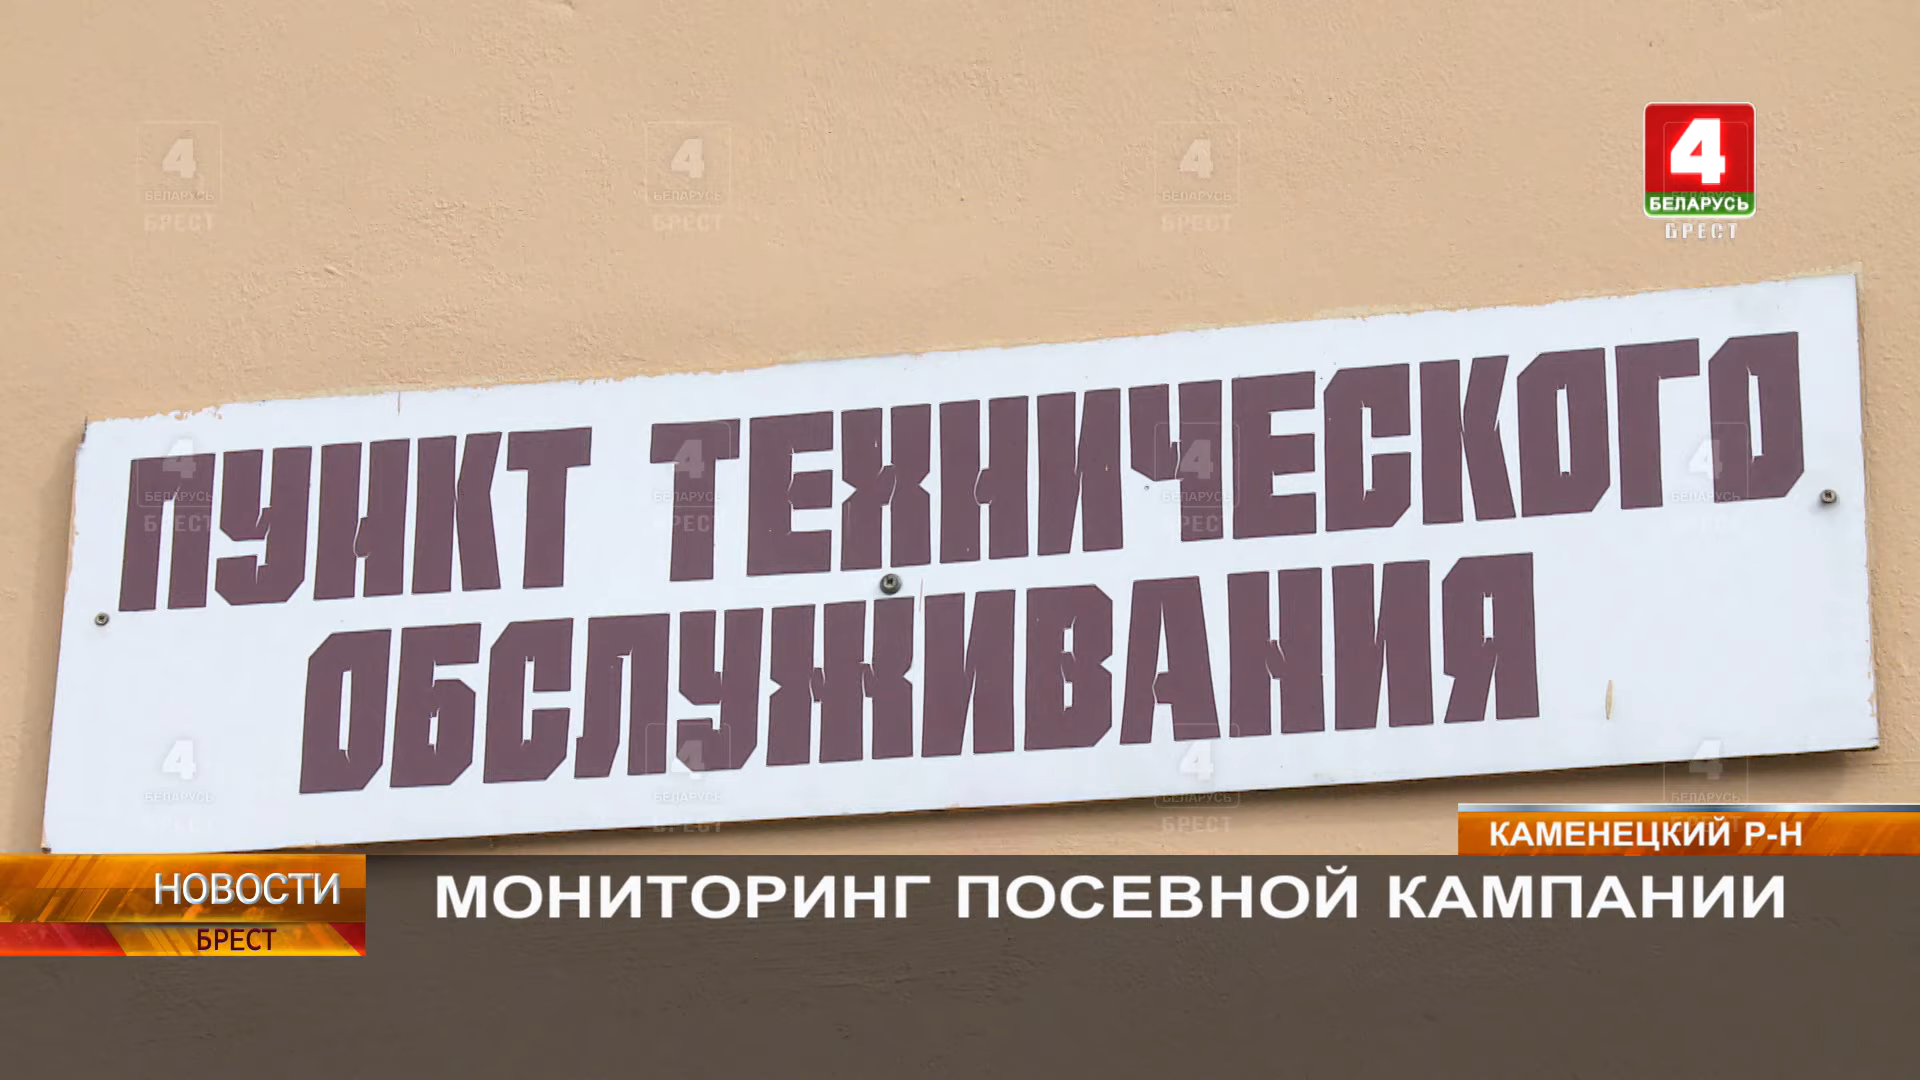 4
БЕЛАРУСЬ
БРЕСТ
ПУНКТ ТЕХНИЧЕСКОГО
ОБСЛУЖИВАНИЯ
КАМЕНЕЦКИЙ Р-Н
НОВОСТИ
БРЕСТ
МОНИТОРИНГ ПОСЕВНОЙ КАМПАНИИ